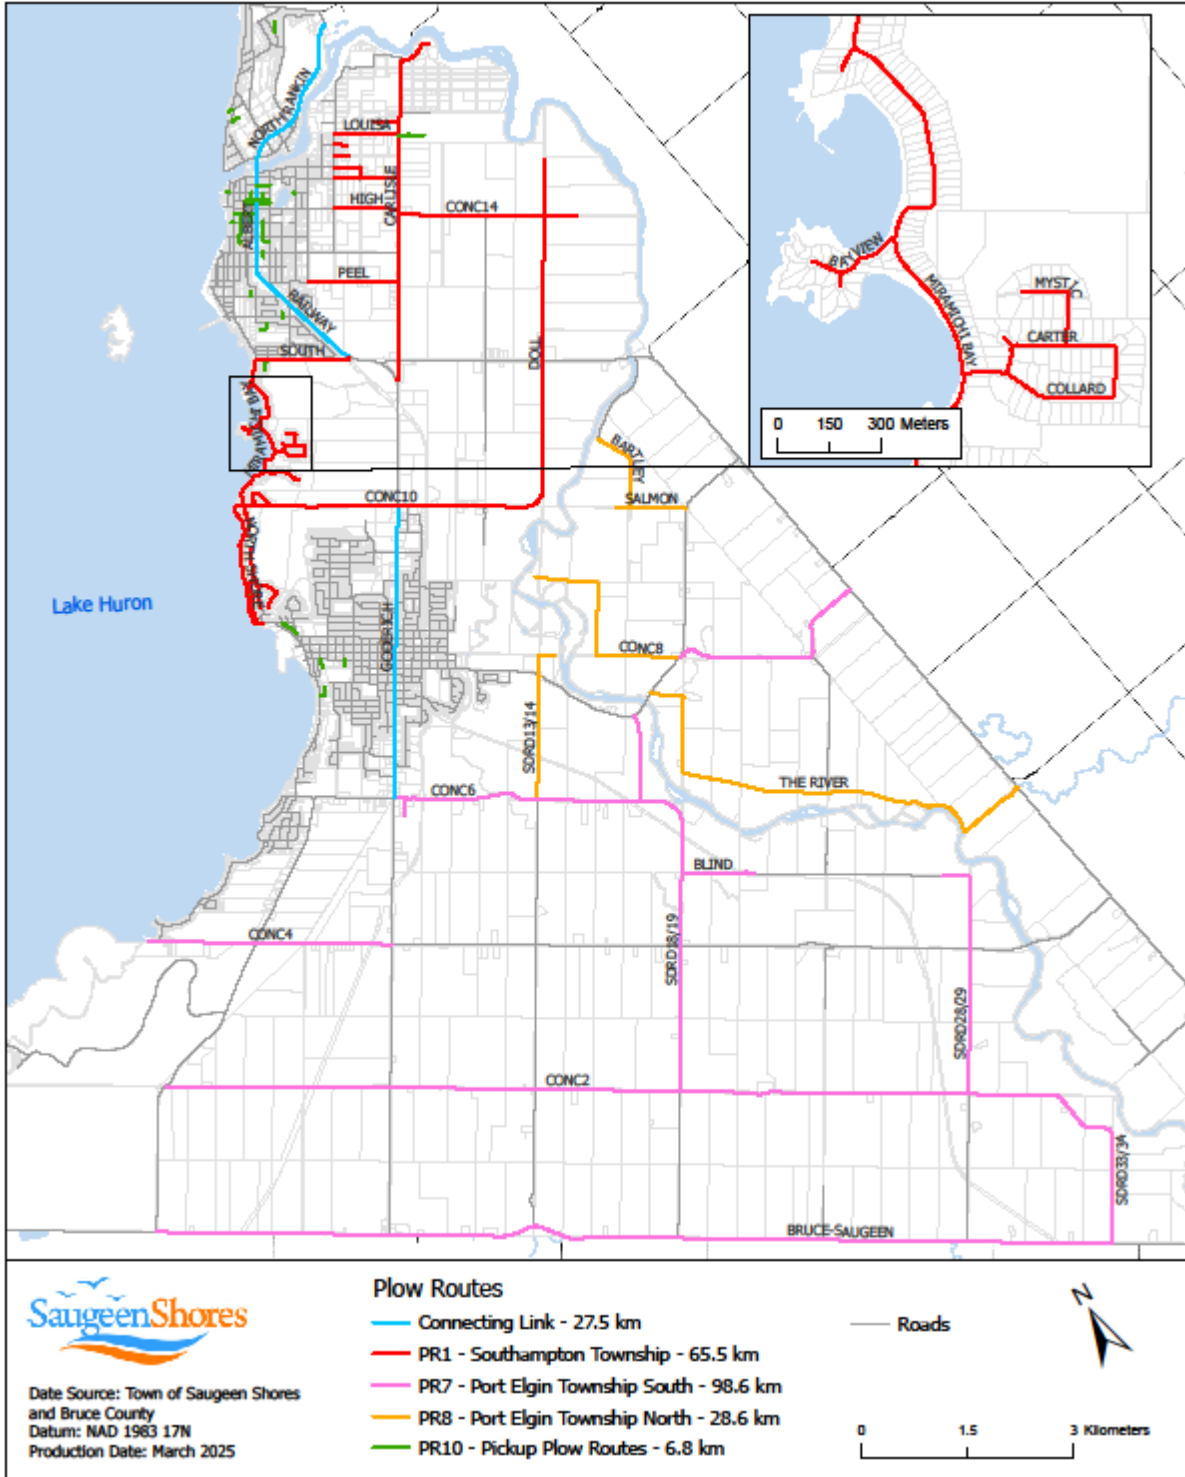 NORTH RANKIN
LOUISA
CARLISLE
HIGH
CONC14
ALBERT
PEEL
RAILWAY
SOUTH
DOLL
MIRAMICHI BAY
BARTLEY
SALMON
CONC10
NORTH SHORE
Lake Huron
GODERICH
CONC8
SDRD13/14
THE RIVER
CONC6
BLIND
CONC4
SDRD18/19
SDRD28/29
CONC2
SDRD33/34
BRUCE-SAUGEEN
BAYVIEW
MIRAMICHI BAY
MYSTIC
CARTER
COLLARD
0 150 300 Meters
SaugeenShores
Date Source: Town of Saugeen Shores
and Bruce County
Datum: NAD 1983 17N
Production Date: March 2025
Plow Routes
Connecting Link - 27.5 km
PR1 - Southampton Township - 65.5 km
PR7 - Port Elgin Township South - 98.6 km
PR8 - Port Elgin Township North - 28.6 km
PR10 - Pickup Plow Routes - 6.8 km
Roads
N
0 1.5 3 Kilometers